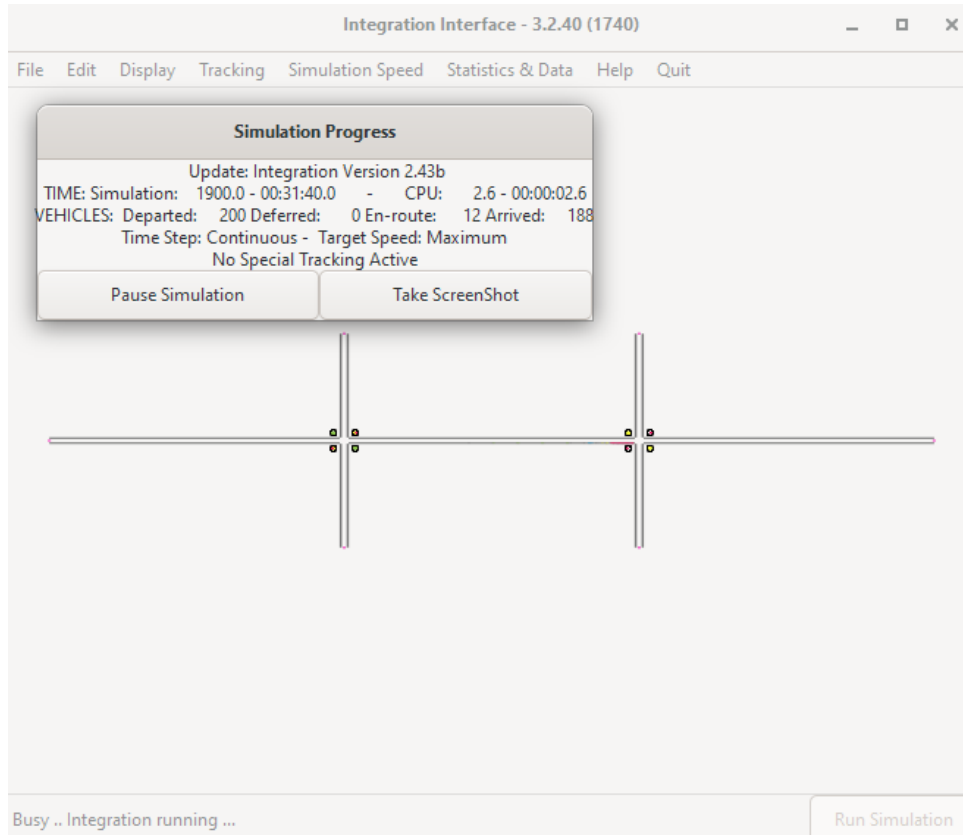 Integration Interface - 3.2.40 (1740)
File Edit Display Tracking Simulation Speed Statistics & Data Help Quit
Simulation Progress
Update: Integration Version 2.43b
TIME: Simulation: 1900.0 - 00:31:40.0 - CPU: 2.6 - 00:00:02.6
VEHICLES: Departed: 200 Deferred: 0 En-route: 12 Arrived: 188
Time Step: Continuous - Target Speed: Maximum
No Special Tracking Active
Pause Simulation Take ScreenShot
Busy .. Integration running ... Run Simulation